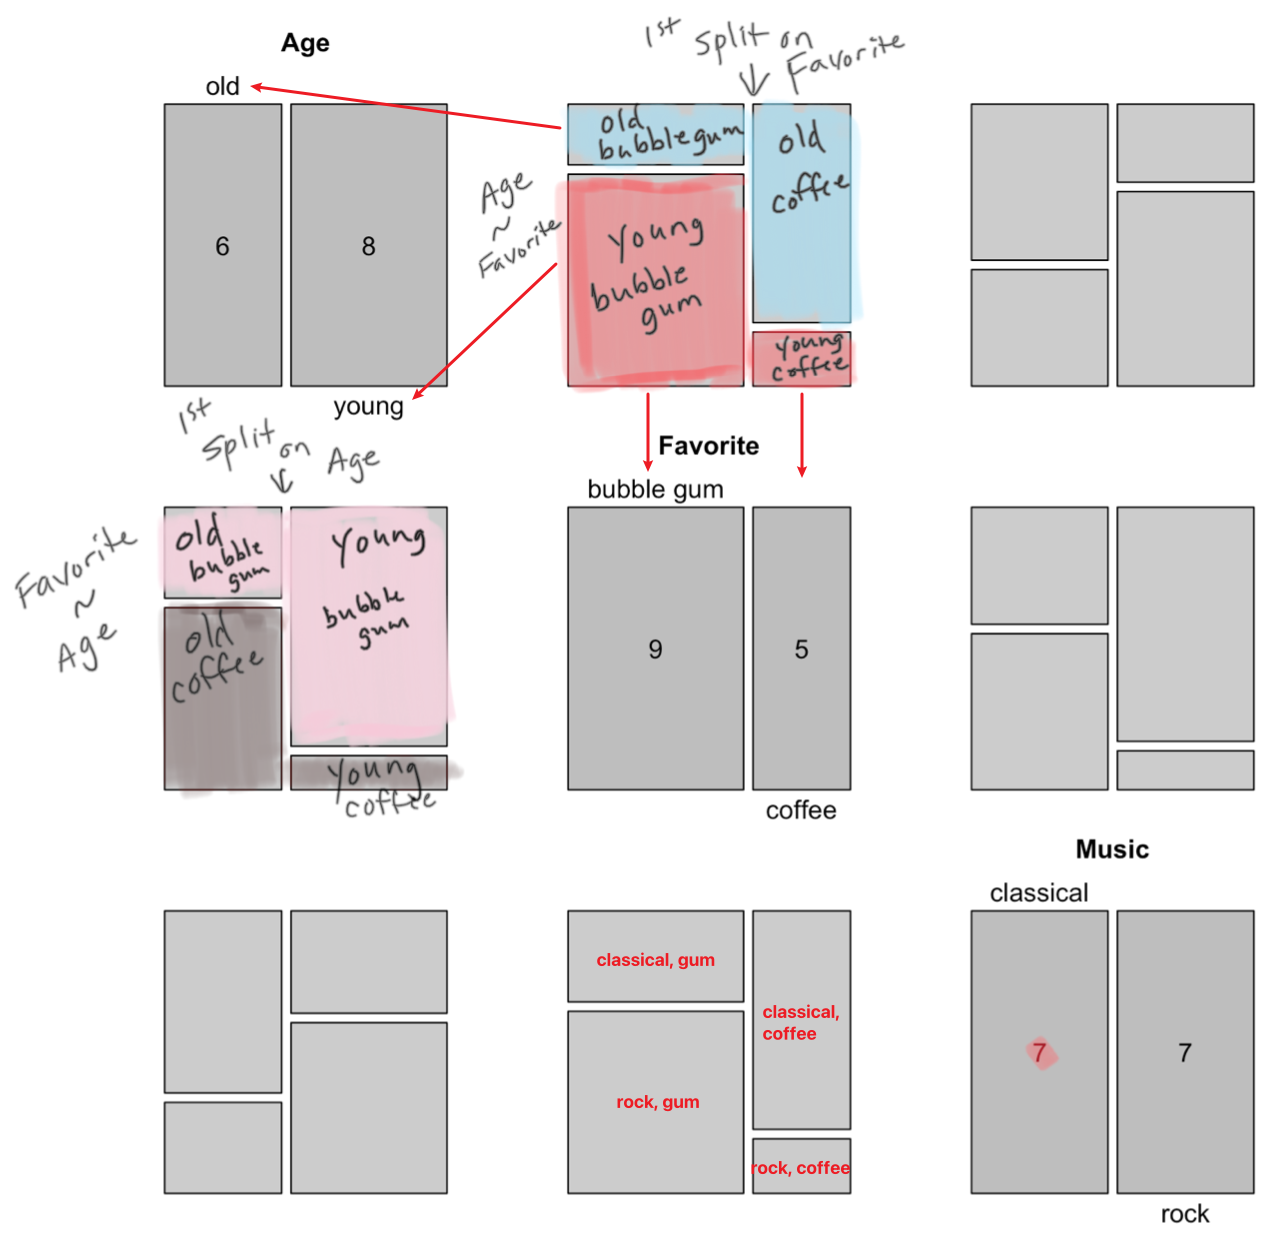 Age
1st Split on
Favorite
old
6
8
young
old
bubble gum
old
coffee
Age
~
Favorite
Young
bubble
gum
Young
coffee
1st
Split on Age
Favorite
bubble gum
9
5
coffee
Favorite
~
Age
old
bubble
gum
Young
bubble
gum
old
coffee
Young
coffee
Music
classical
7
7
rock
classical, gum
classical,
coffee
rock, gum
rock, coffee